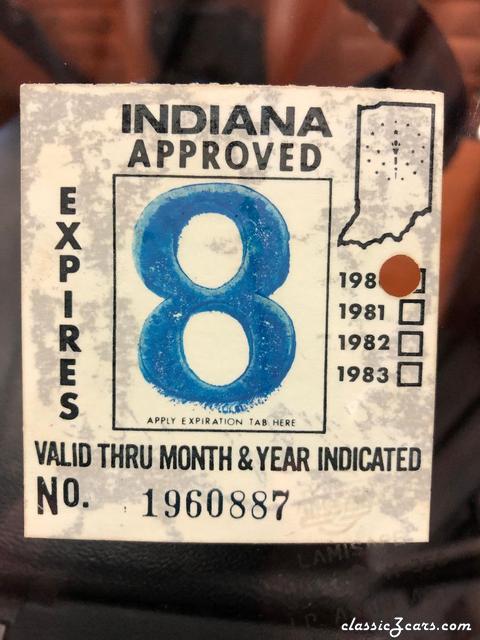 INDIANA
APPROVED
EXPIRES
8
198
1981
1982
1983
APPLY EXPIRATION TAB HERE
VALID THRU MONTH & YEAR INDICATED
NO. 1960887
classiczcars.com